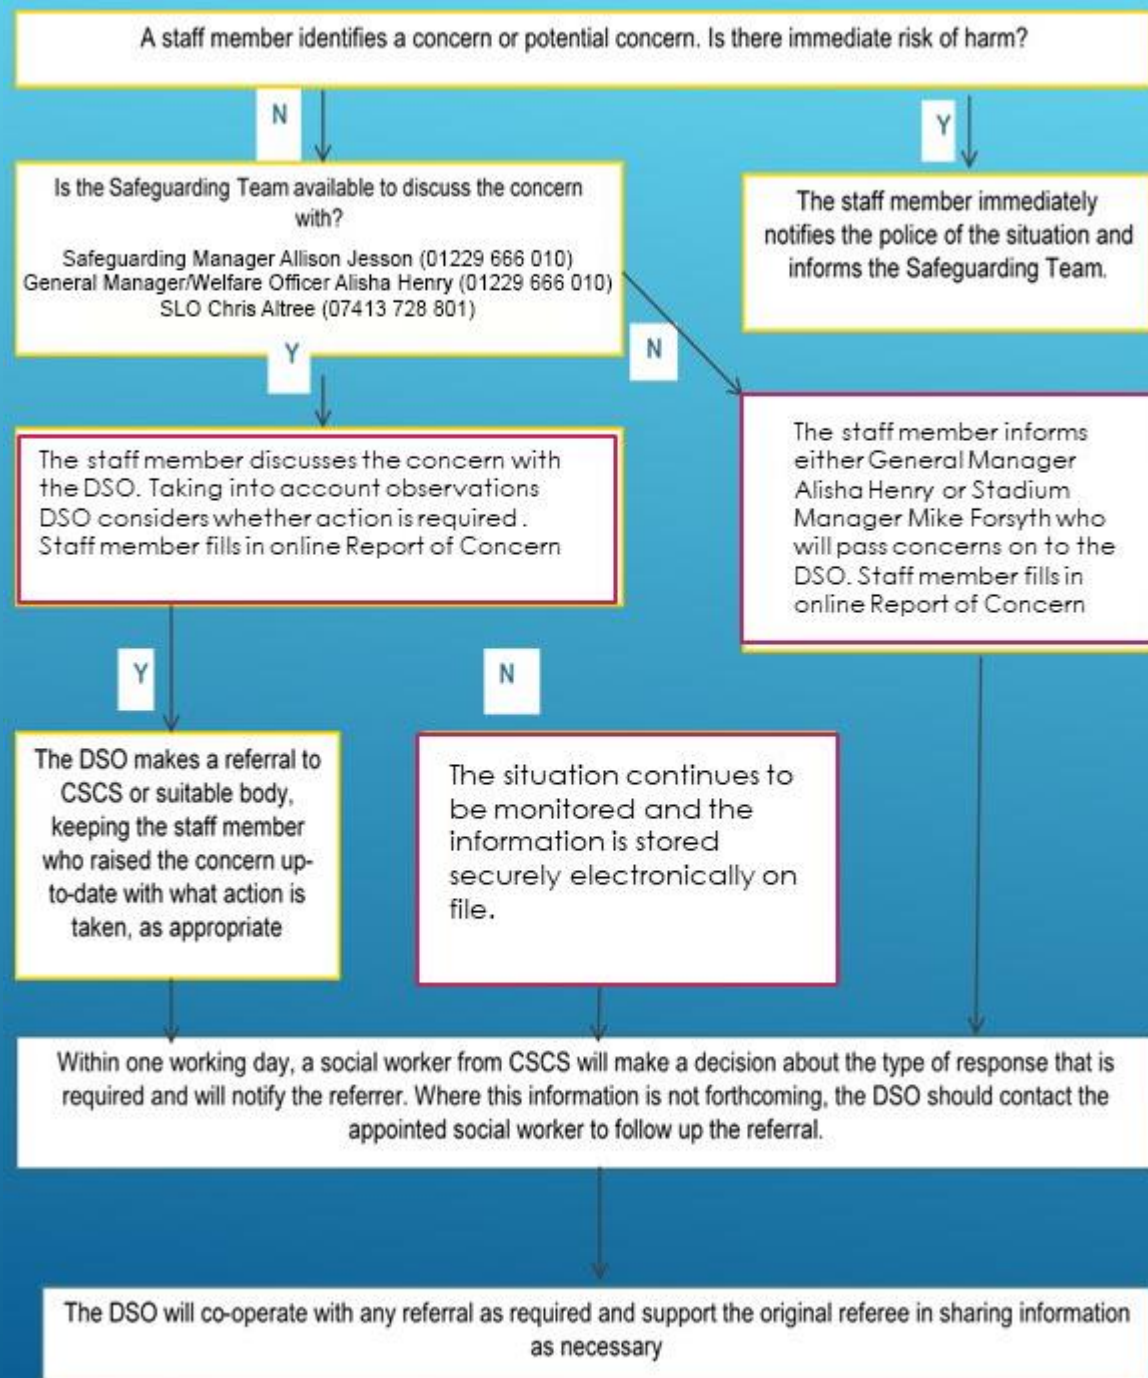 A staff member identifies a concern or potential concern. Is there immediate risk of harm?
N
Y
Is the Safeguarding Team available to discuss the concern
with?
Safeguarding Manager Allison Jesson (01229 666 010)
General Manager/Welfare Officer Alisha Henry (01229 666 010)
SLO Chris Altree (07413 728 801)
The staff member immediately
notifies the police of the situation and
informs the Safeguarding Team.
Y
N
The staff member discusses the concern with
the DSO. Taking into account observations
DSO considers whether action is required .
Staff member fills in online Report of Concern
The staff member informs
either General Manager
Alisha Henry or Stadium
Manager Mike Forsyth who
will pass concerns on to the
DSO. Staff member fills in
online Report of Concern
Y
N
The DSO makes a referral to
CSCS or suitable body,
keeping the staff member
who raised the concern up-
to-date with what action is
taken, as appropriate
The situation continues to
be monitored and the
information is stored
securely electronically on
file.
Within one working day, a social worker from CSCS will make a decision about the type of response that is
required and will notify the referrer. Where this information is not forthcoming, the DSO should contact the
appointed social worker to follow up the referral.
The DSO will co-operate with any referral as required and support the original referee in sharing information
as necessary